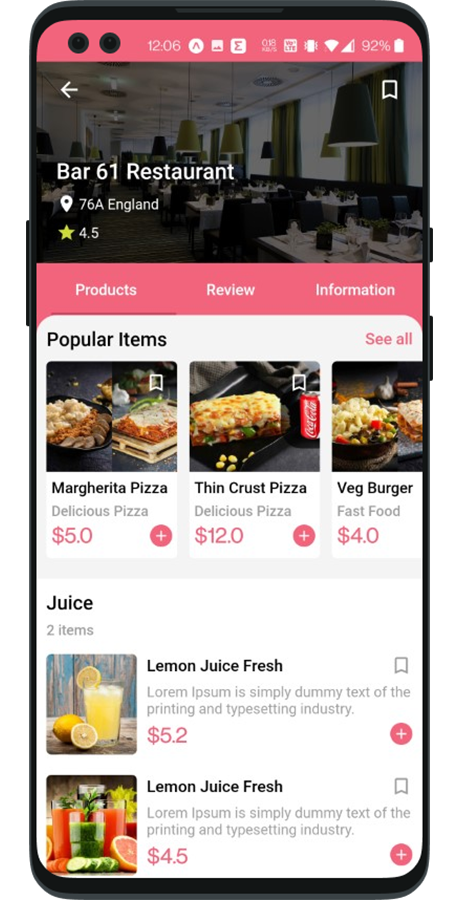 12:06
92%
Bar 61 Restaurant
76A England
4.5
Products Review Information
Popular Items See all
Coca-Cola
Margherita Pizza Thin Crust Pizza Veg Burger
Delicious Pizza Delicious Pizza Fast Food
$5.0 $12.0 $4.0
Juice
2 items
Lemon Juice Fresh
Lorem Ipsum is simply dummy text of the
printing and typesetting industry.
$5.2
Lemon Juice Fresh
Lorem Ipsum is simply dummy text of the
printing and typesetting industry.
$4.5